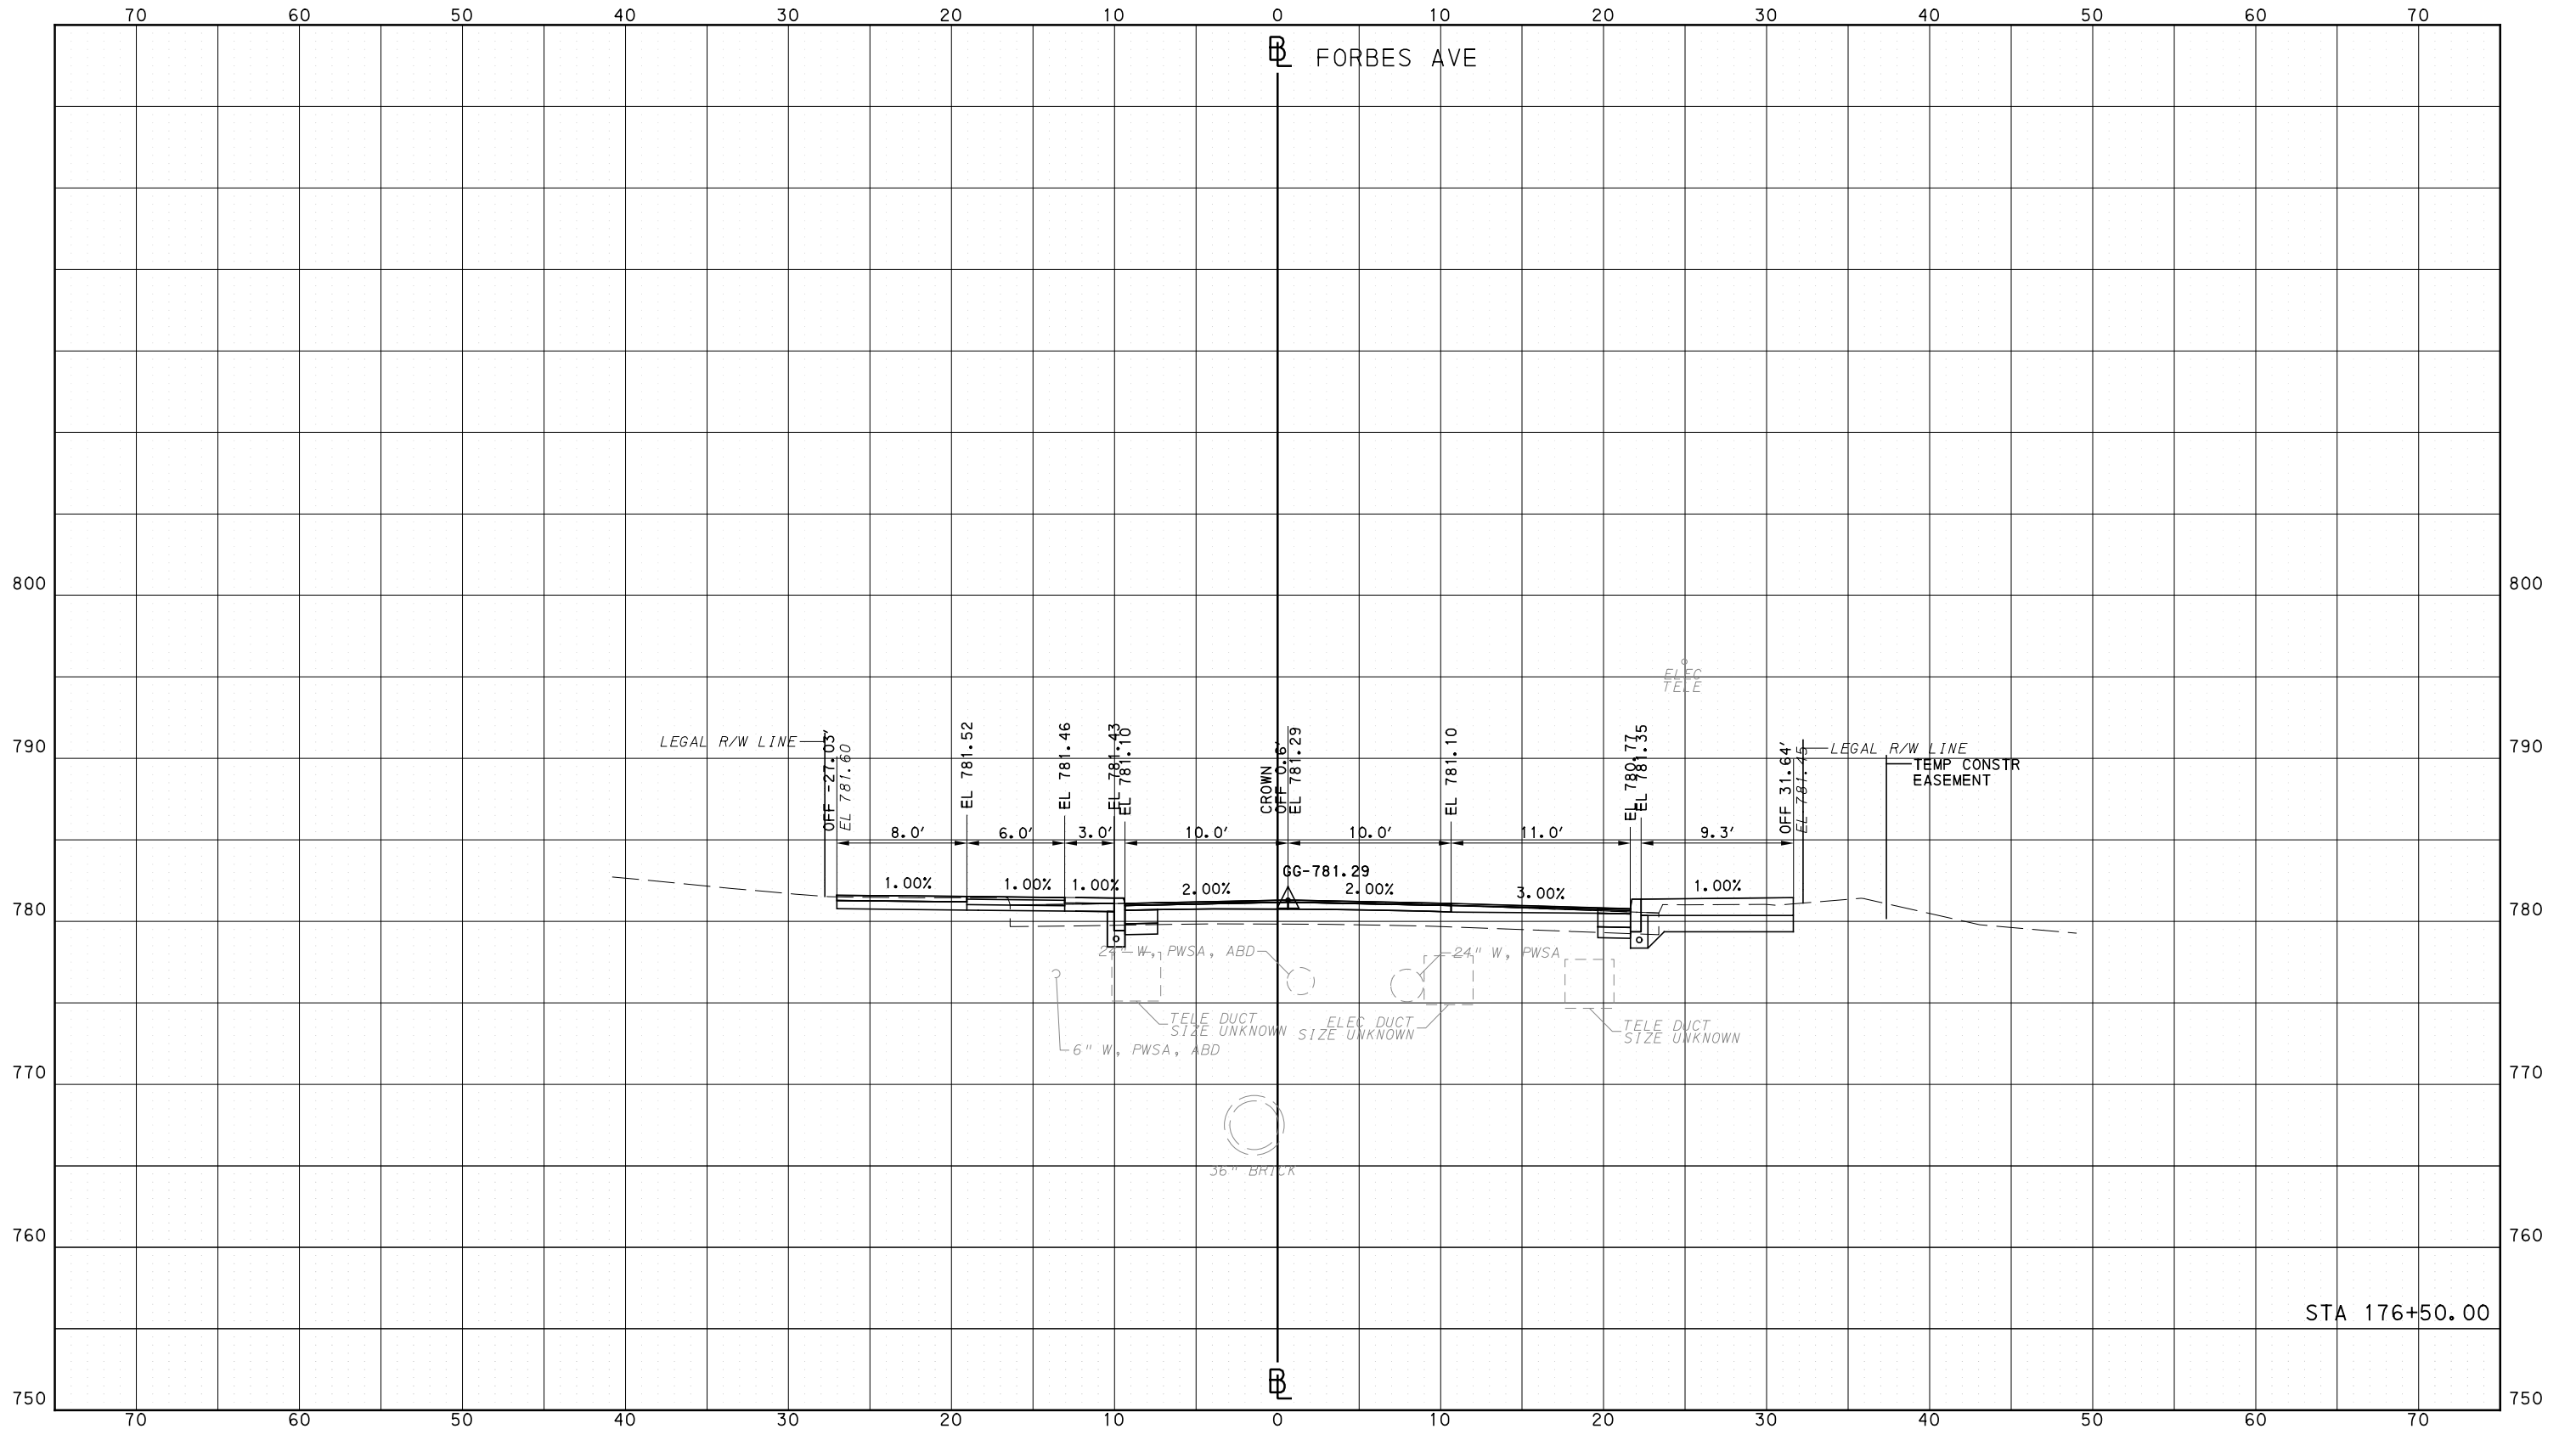 70 60 50 40 30 20 10 0 10 20 30 40 50 60 70
BL FORBES AVE
800 800
ELEC
TELE
790 790
LEGAL R/W LINE
OFF -27.03'
EL 781.60
EL 781.52
EL 781.46
EL 781.43
EL 781.10
CROWN
OFF 0.6'
EL 781.29
EL 781.10
EL 780.77
EL 781.35
OFF 31.64'
EL 781.45
LEGAL R/W LINE
TEMP CONSTR
EASEMENT
8.0' 6.0' 3.0' 10.0' 10.0' 11.0' 9.3'
GG-781.29
1.00% 1.00% 1.00% 2.00% 2.00% 3.00% 1.00%
780 780
24" W, PWSA, ABD
24" W, PWSA
TELE DUCT
SIZE UNKNOWN
ELEC DUCT
SIZE UNKNOWN
TELE DUCT
SIZE UNKNOWN
6" W, PWSA, ABD
770 770
36" BRICK
760 760
STA 176+50.00
BL
750 750
70 60 50 40 30 20 10 0 10 20 30 40 50 60 70